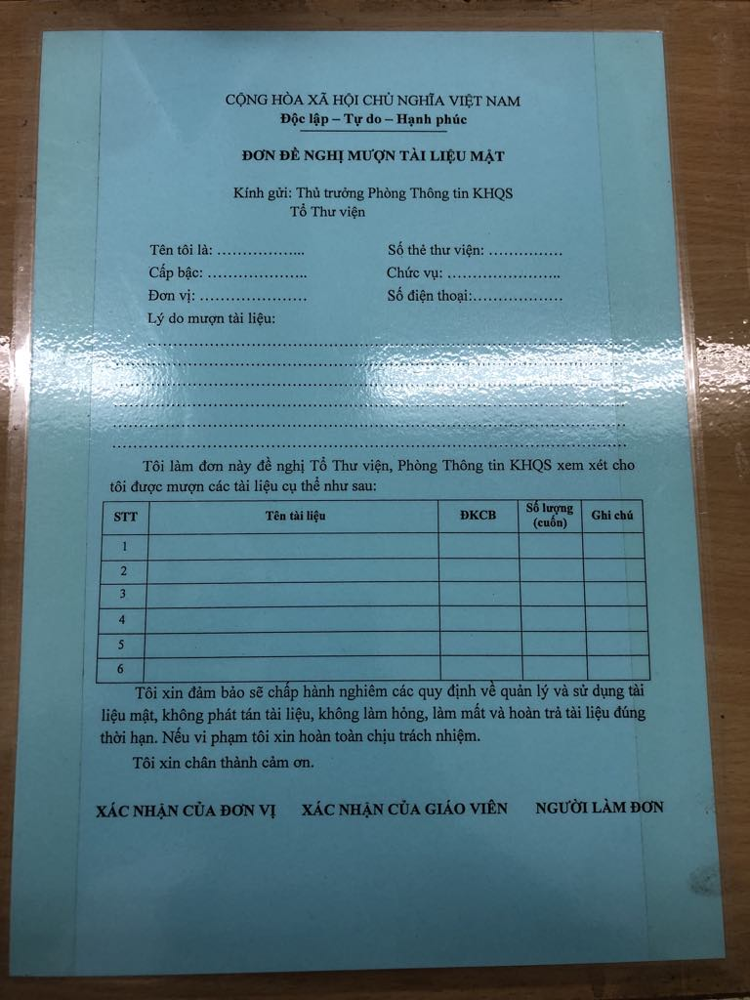 CỘNG HÒA XÃ HỘI CHỦ NGHĨA VIỆT NAM
Độc lập – Tự do – Hạnh phúc
ĐƠN ĐỀ NGHỊ MƯỢN TÀI LIỆU MẬT
Kính gửi: Thủ trưởng Phòng Thông tin KHQS
Tổ Thư viện
Tên tôi là: ……………... Số thẻ thư viện: ……………
Cấp bậc: ……………….. Chức vụ: …………………..
Đơn vị: ………………… Số điện thoại:………………
Lý do mượn tài liệu:
Tôi làm đơn này đề nghị Tổ Thư viện, Phòng Thông tin KHQS xem xét cho
tôi được mượn các tài liệu cụ thể như sau:
STT Tên tài liệu ĐKCB Số lượng (cuốn) Ghi chú
1
2
3
4
5
6
Tôi xin đảm bảo sẽ chấp hành nghiêm các quy định về quản lý và sử dụng tài
liệu mật, không phát tán tài liệu, không làm hỏng, làm mất và hoàn trả tài liệu đúng
thời hạn. Nếu vi phạm tôi xin hoàn toàn chịu trách nhiệm.
Tôi xin chân thành cảm ơn.
XÁC NHẬN CỦA ĐƠN VỊ XÁC NHẬN CỦA GIÁO VIÊN NGƯỜI LÀM ĐƠN